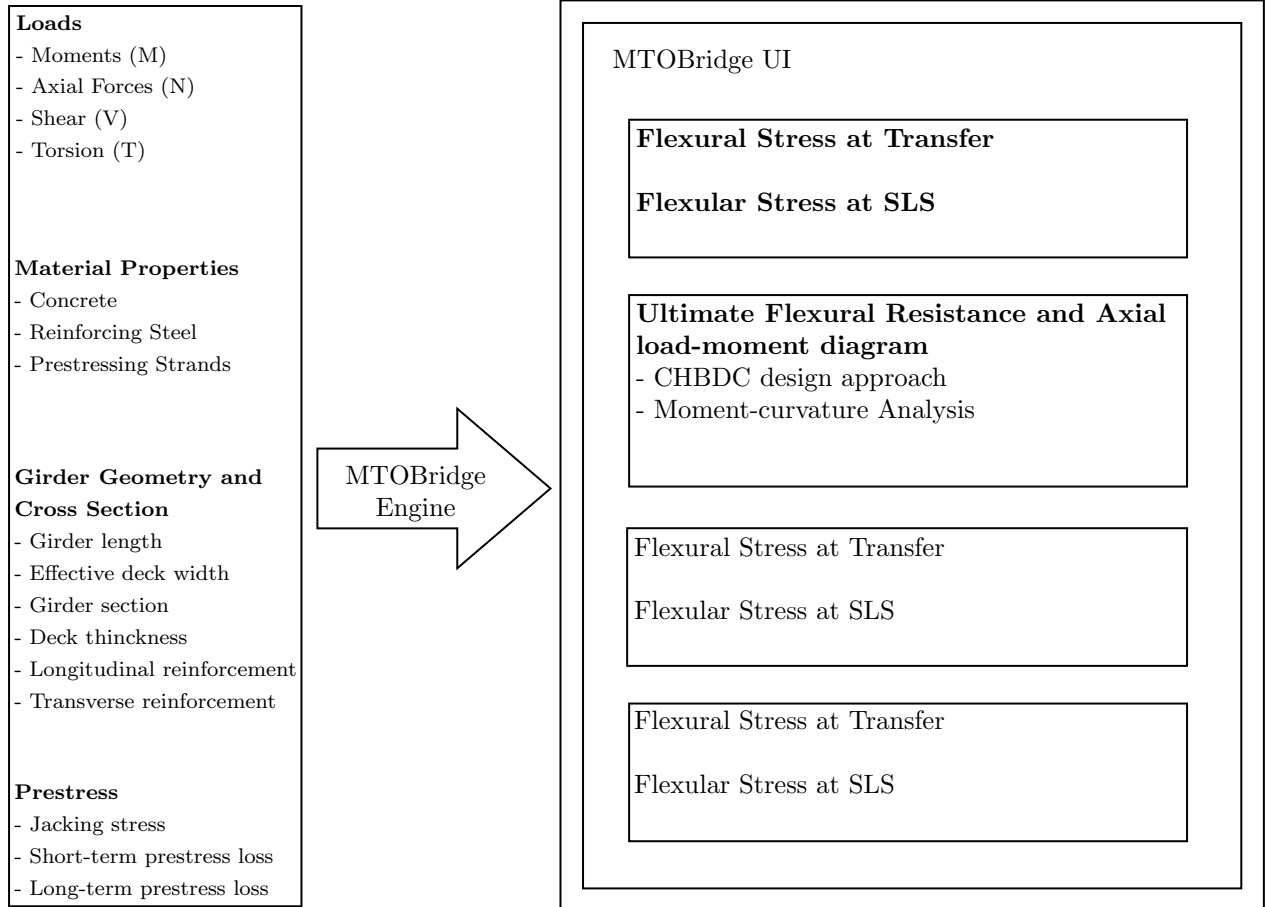 Loads
- Moments (M)
- Axial Forces (N)
- Shear (V)
- Torsion (T)
Material Properties
- Concrete
- Reinforcing Steel
- Prestressing Strands
Girder Geometry and
Cross Section
- Girder length
- Effective deck width
- Girder section
- Deck thinckness
- Longitudinal reinforcement
- Transverse reinforcement
Prestress
- Jacking stress
- Short-term prestress loss
- Long-term prestress loss
MTOBridge
Engine
MTOBridge UI
Flexural Stress at Transfer
Flexular Stress at SLS
Ultimate Flexural Resistance and Axial
load-moment diagram
- CHBDC design approach
- Moment-curvature Analysis
Flexural Stress at Transfer
Flexular Stress at SLS
Flexural Stress at Transfer
Flexular Stress at SLS